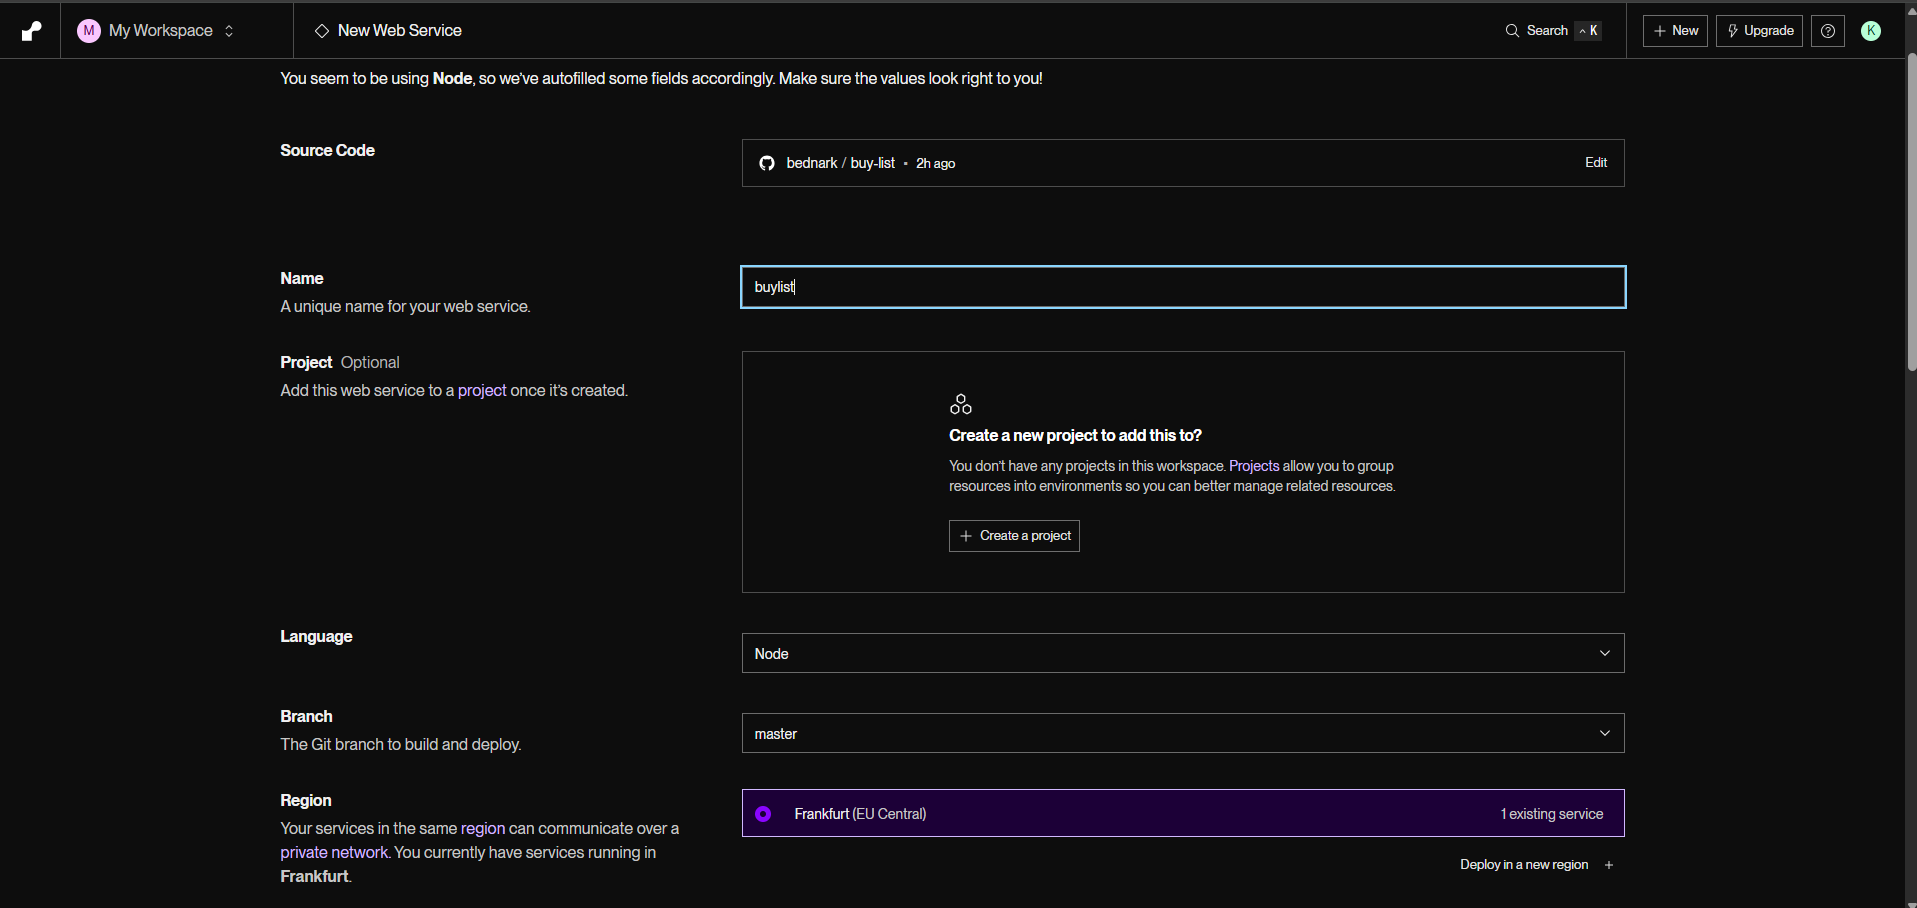 M My Workspace
New Web Service
Search ^ K
+ New
Upgrade
K
You seem to be using Node, so we've autofilled some fields accordingly. Make sure the values look right to you!
Source Code
bednark / buy-list • 2h ago
Edit
Name
A unique name for your web service.
buylist
Project Optional
Add this web service to a project once it's created.
Create a new project to add this to?
You don't have any projects in this workspace. Projects allow you to group
resources into environments so you can better manage related resources.
+ Create a project
Language
Node
Branch
The Git branch to build and deploy.
master
Region
Your services in the same region can communicate over a
private network. You currently have services running in
Frankfurt.
Frankfurt (EU Central)
1 existing service
Deploy in a new region +